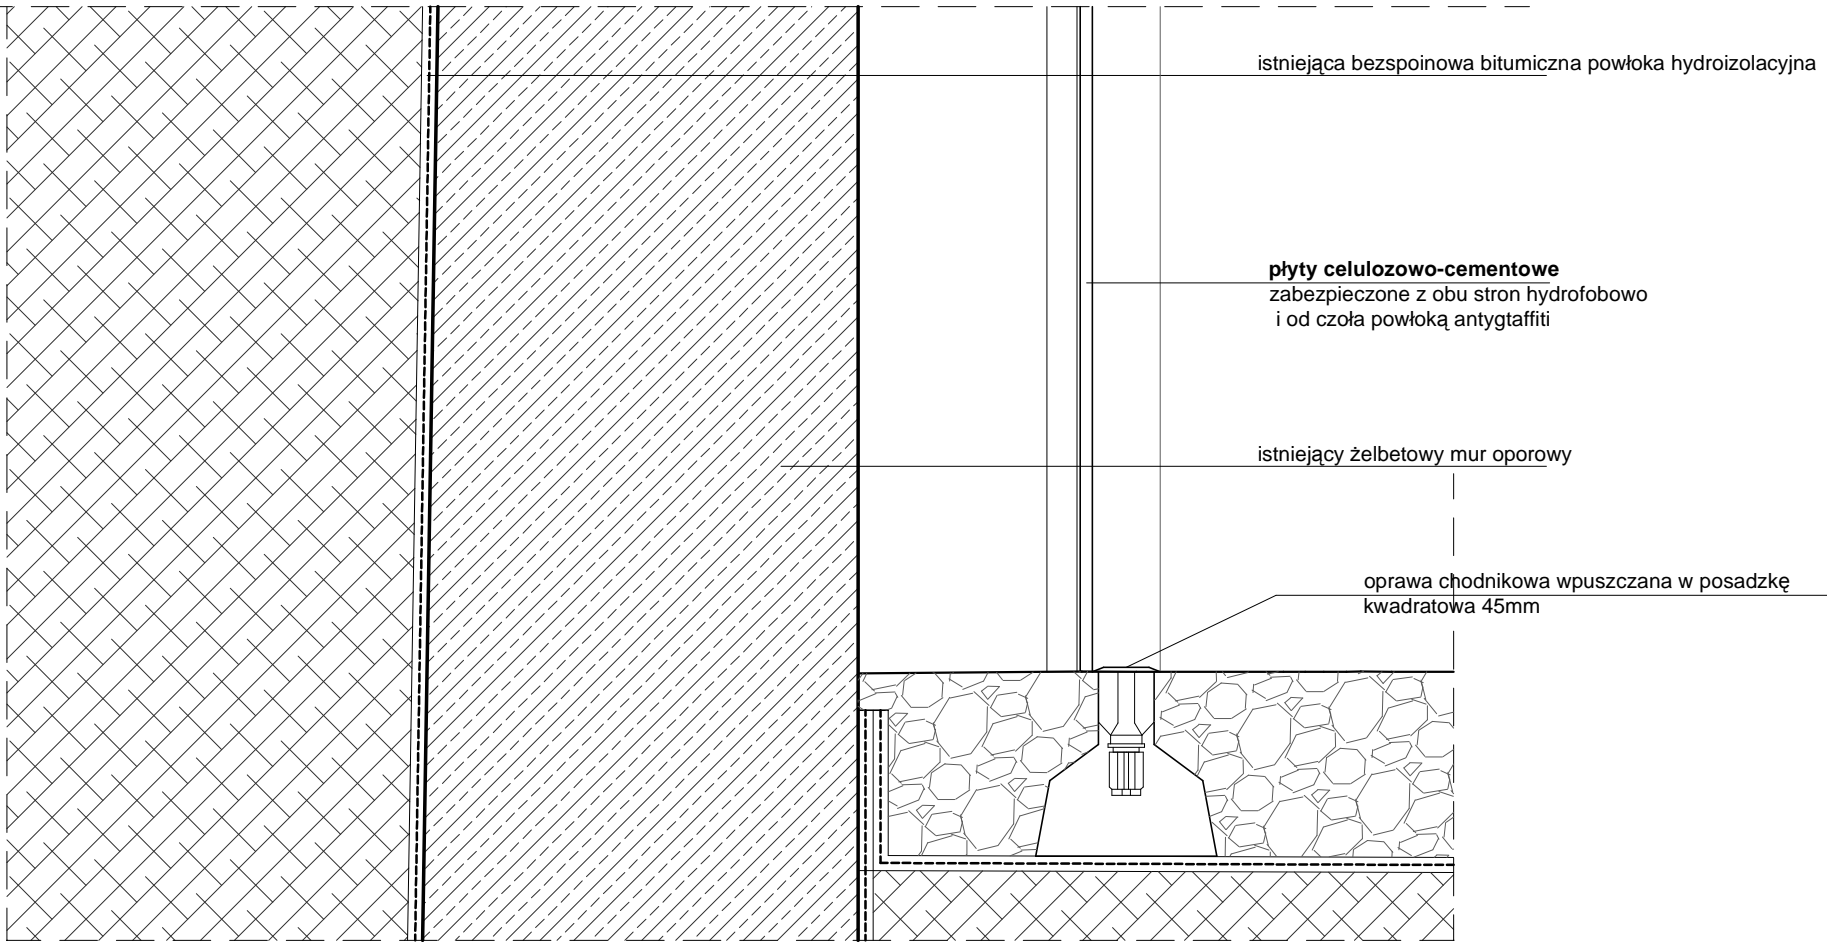 istniejąca bezspoinowa bitumiczna powłoka hydroizolacyjna
płyty celulozowo-cementowe
zabezpieczone z obu stron hydrofobowo
i od czoła powłoką antygtaffiti
istniejący żelbetowy mur oporowy
oprawa chodnikowa wpuszczana w posadzkę
kwadratowa 45mm